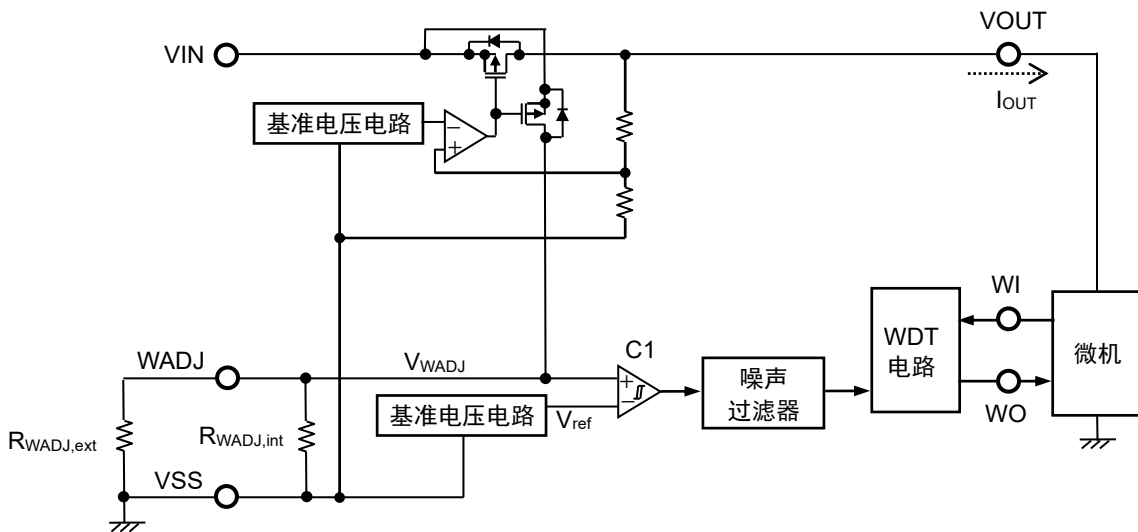 VOUT
VIN
IOUT
基准电压电路
−
+
WI
WDT
电路
微机
WO
C1
WADJ
VWADJ
+
−
噪声
过滤器
基准电压电路
Vref
RWADJ,ext
RWADJ,int
VSS